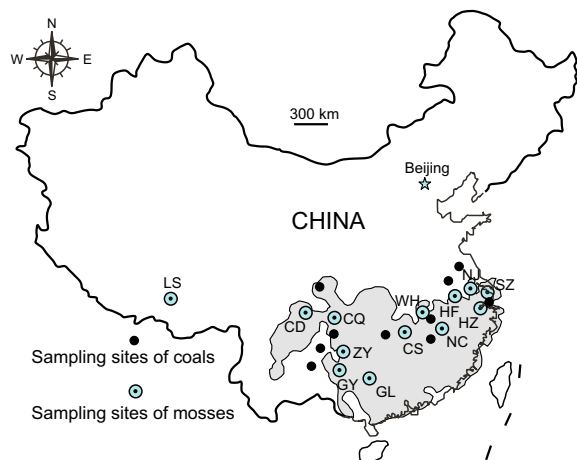 N
W E
S
300 km
Beijing
CHINA
LS
NJ
SZ
WH
HF
CD
CQ
HZ
CS
NC
Sampling sites of coals
ZY
GY
GL
Sampling sites of mosses